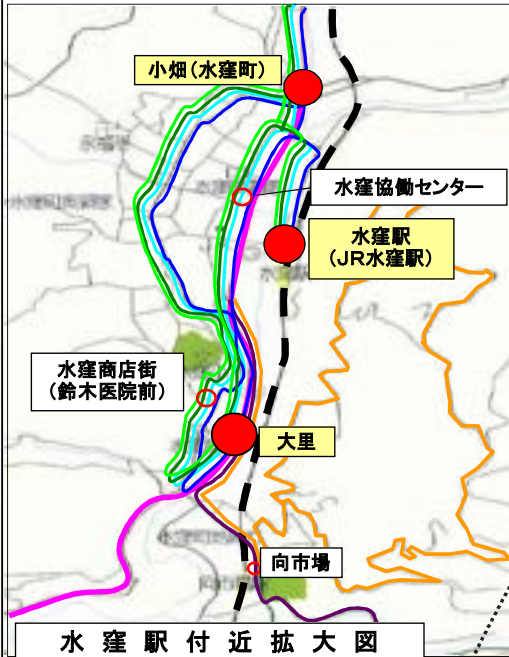 小畑(水窪町)
水窪協働センター
水窪駅
(JR水窪駅)
水窪商店街
(鈴木医院前)
大里
向市場
水窪駅付近拡大図